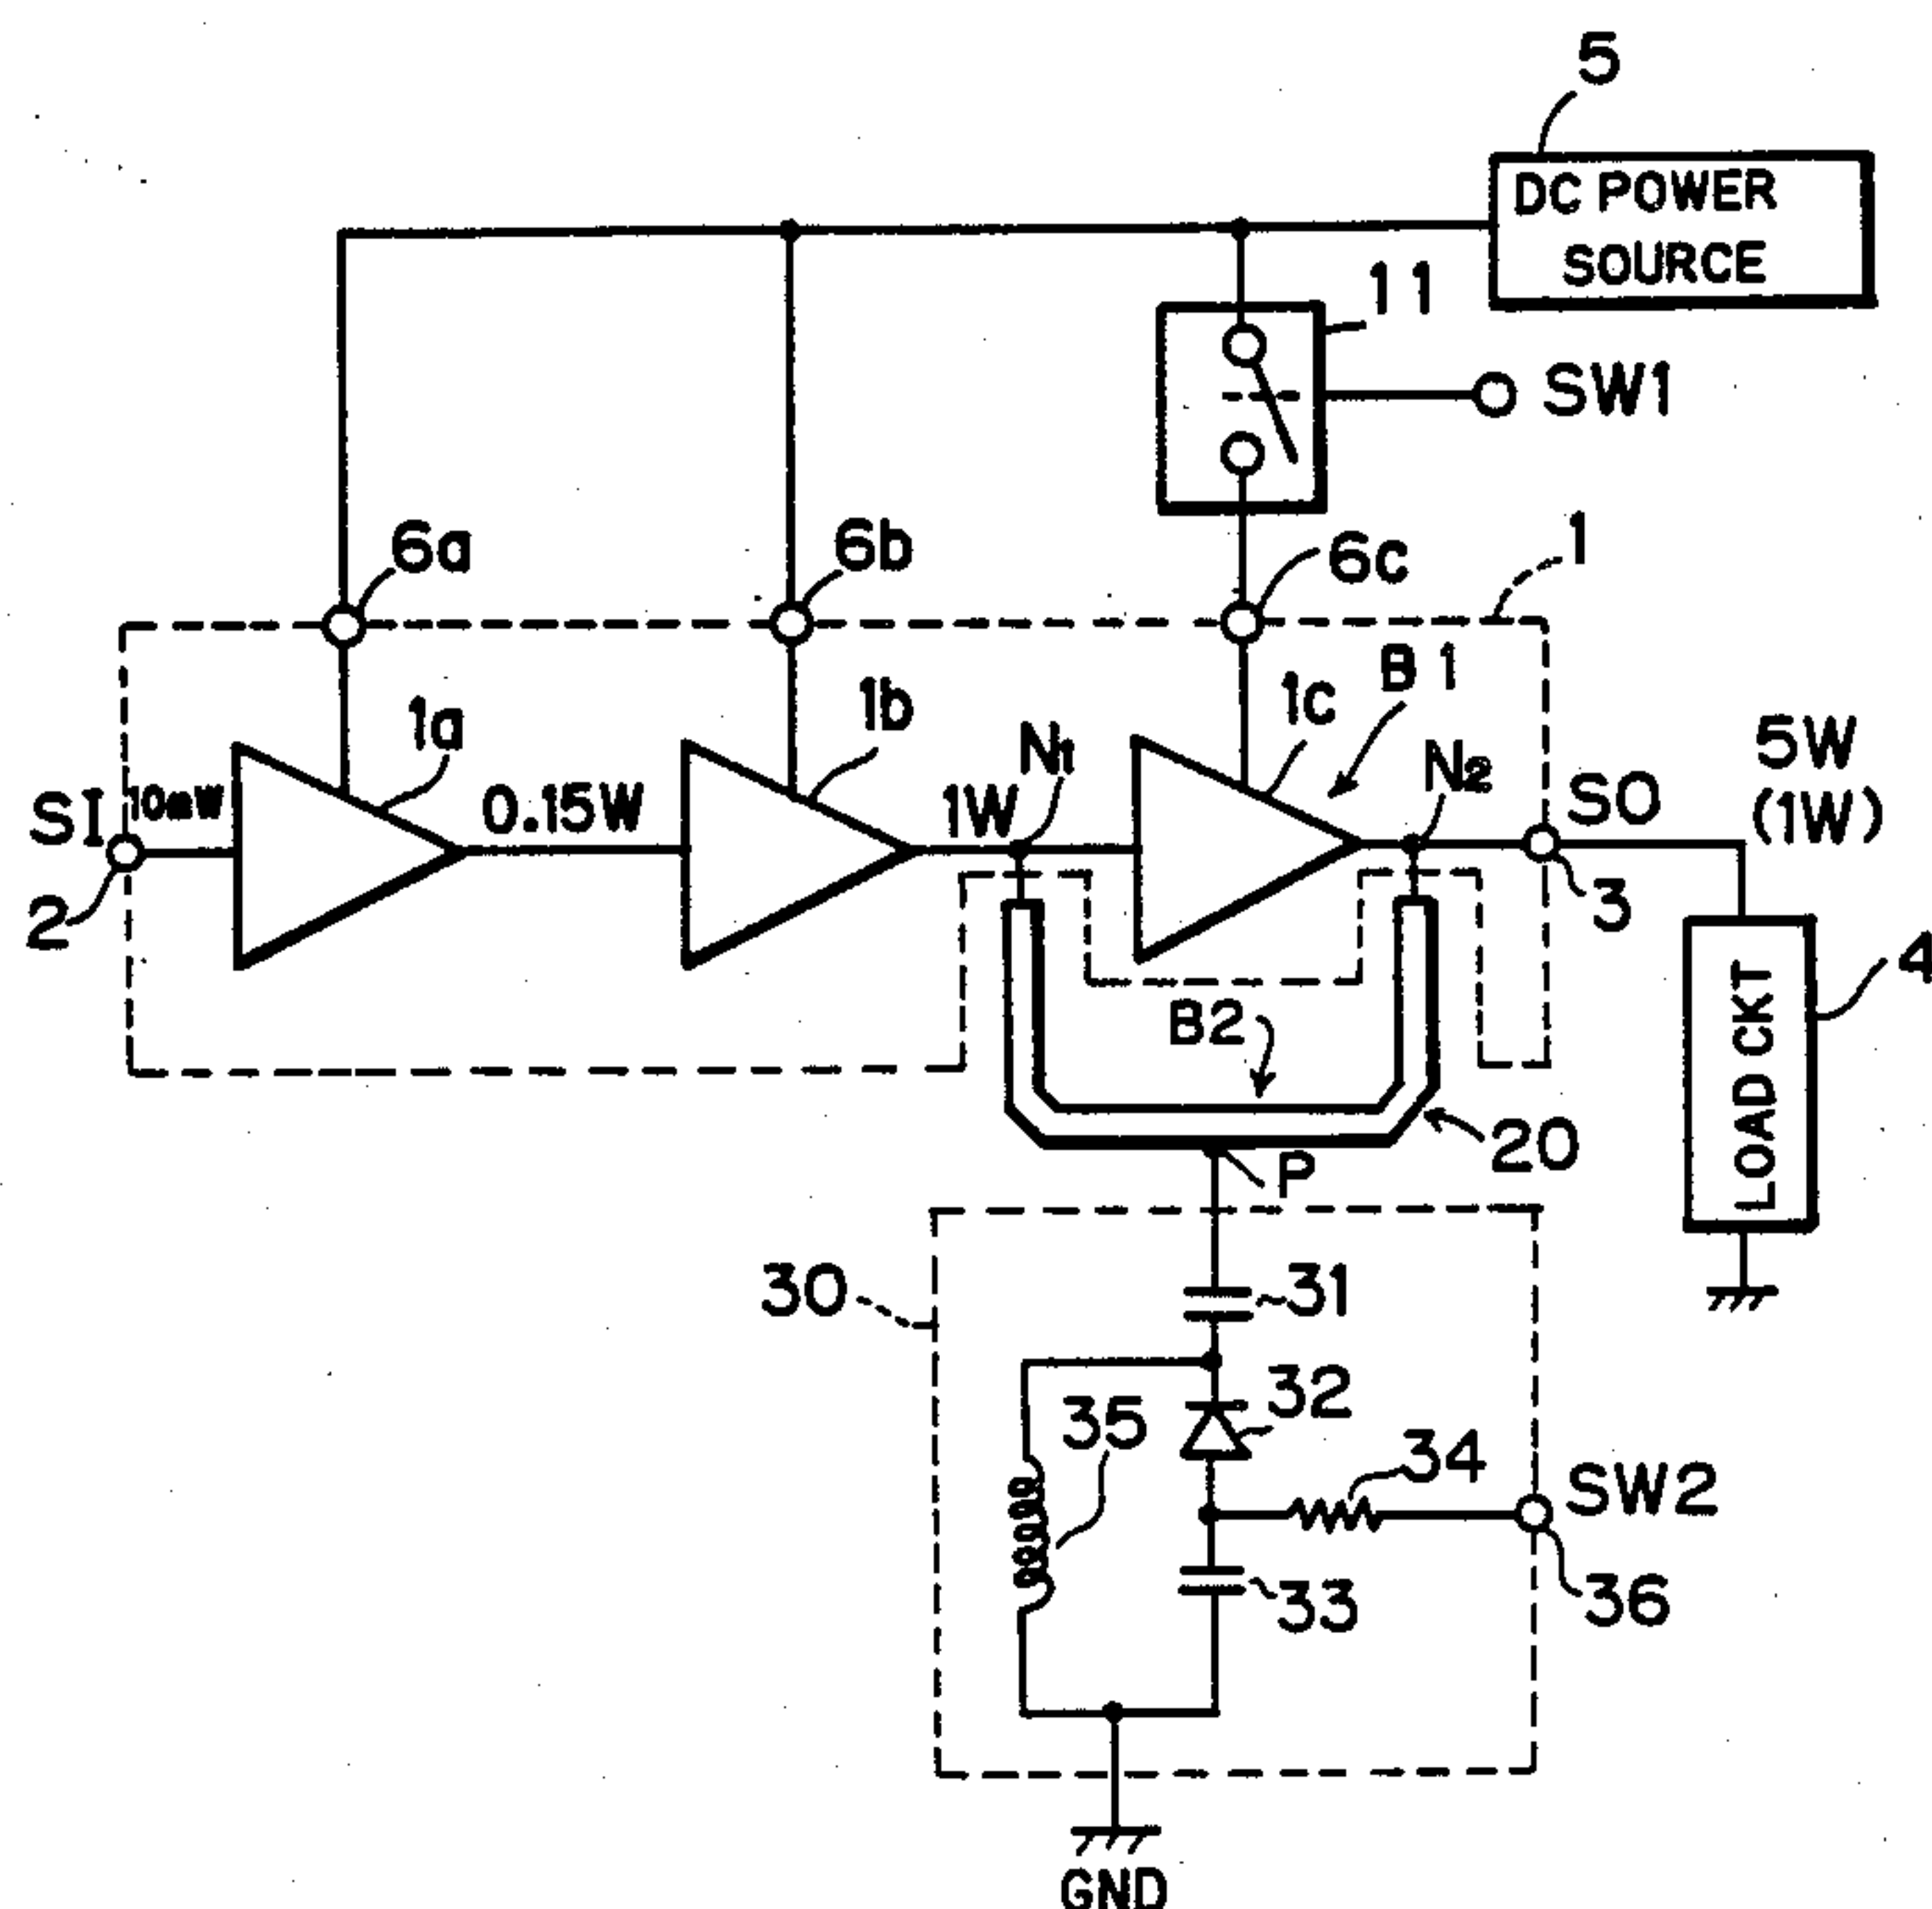 5
DC POWER
SOURCE
11
SW1
6a
6b
6c
1
1a
1b
1c
B1
N1
N2
SI
10mW
0.15W
1W
SO
5W
(1W)
2
3
4
LOAD CKT
B2
20
P
30
31
32
35
34
SW2
33
36
GND